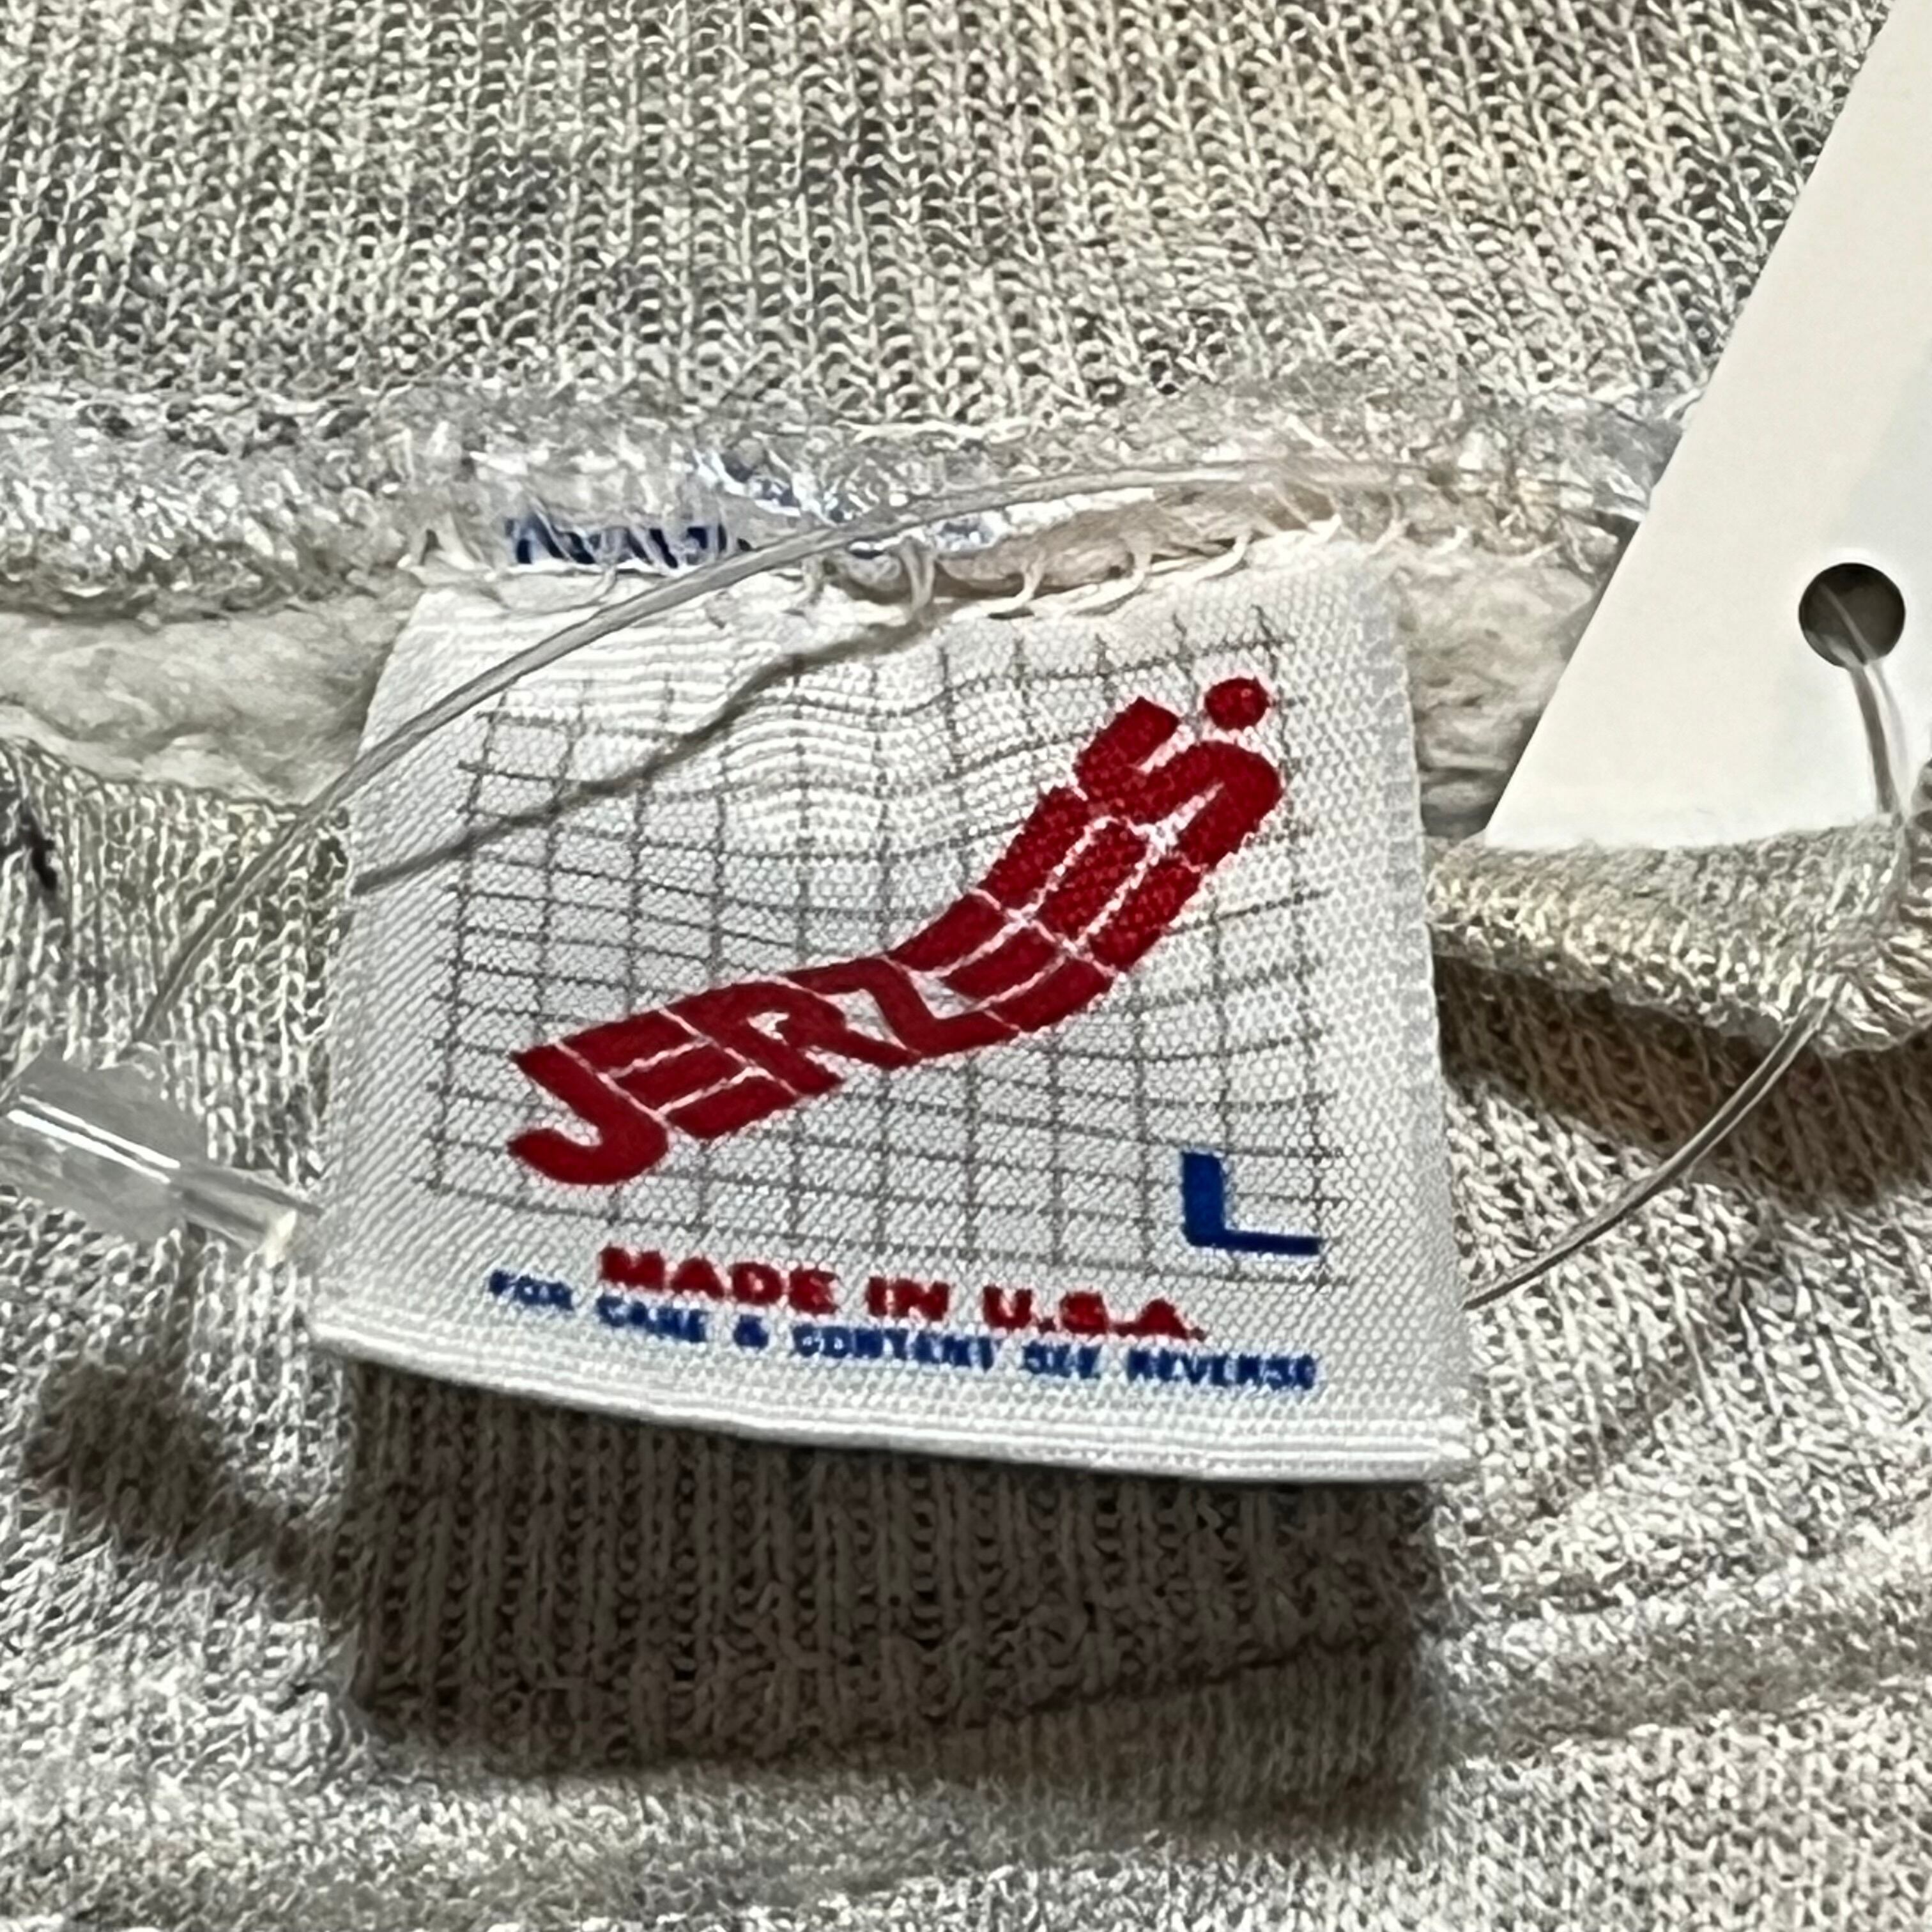 JERZEES
L
MADE IN U.S.A.
FOR CARE & CONTENT SEE REVERSE